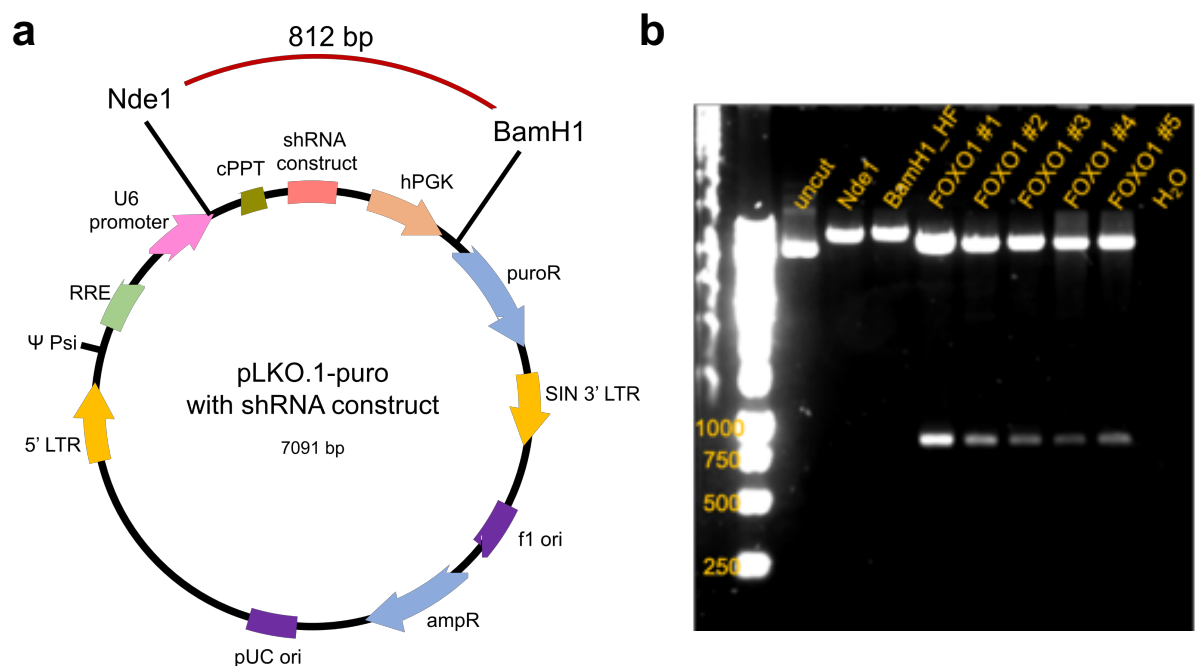 a
812 bp
Nde1
BamH1
shRNA
construct
cPPT
hPGK
U6
promoter
puroR
RRE
Ψ Psi
pLKO.1-puro
with shRNA construct
7091 bp
SIN 3’ LTR
5’ LTR
f1 ori
ampR
pUC ori
b
uncut
Nde1
BamH1_HF
FOXO1 #1
FOXO1 #2
FOXO1 #3
FOXO1 #4
FOXO1 #5
H₂O
1000
750
500
250